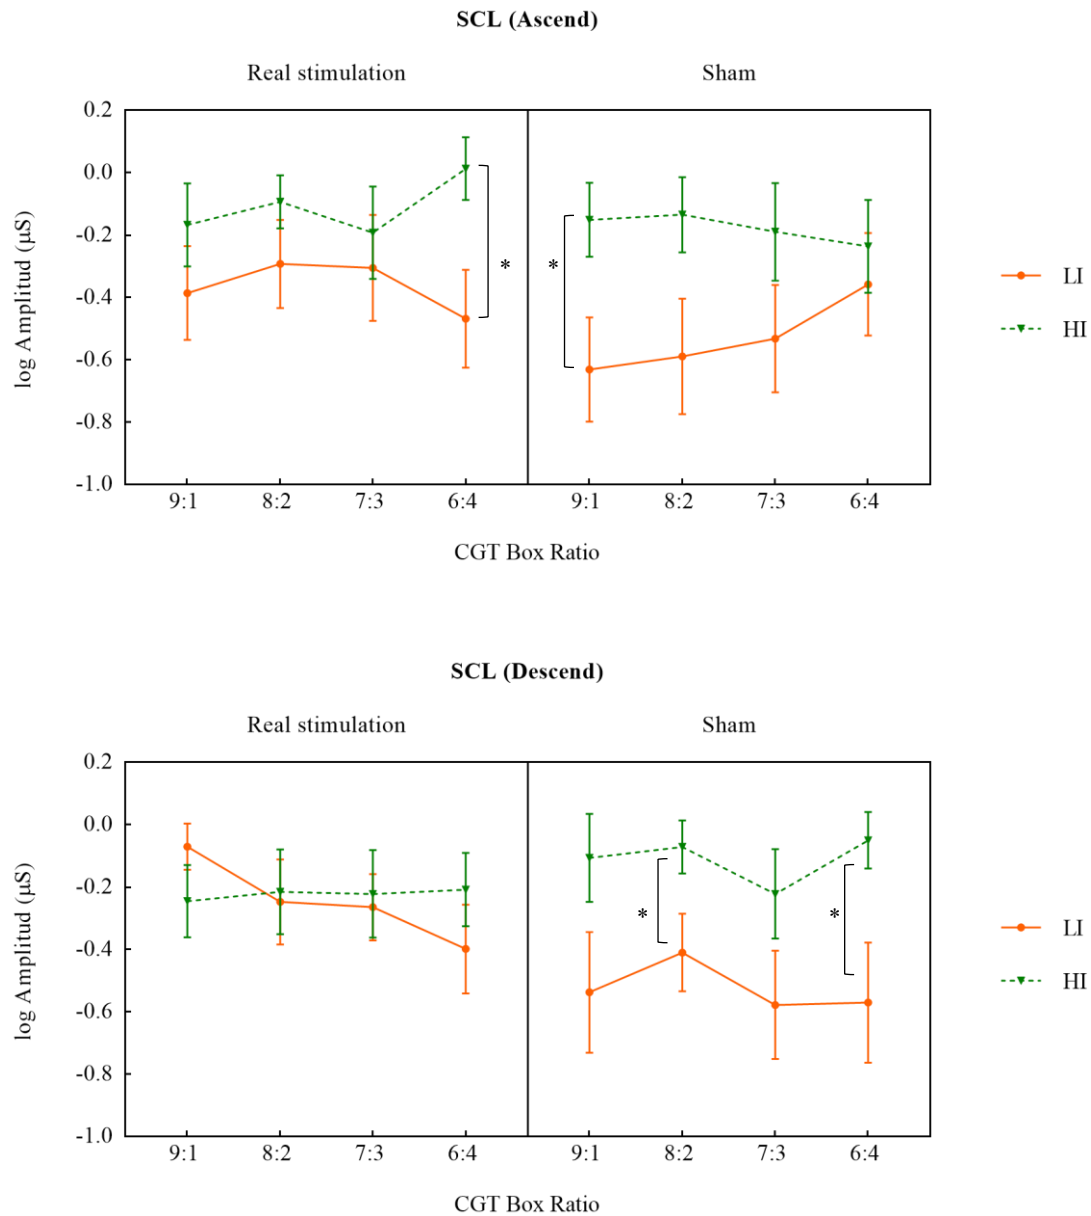 SCL (Ascend)
Real stimulation
Sham
0.2
0.0
-0.2
-0.4
-0.6
-0.8
-1.0
log Amplitud (μS)
*
*
LI
HI
9:1
8:2
7:3
6:4
9:1
8:2
7:3
6:4
CGT Box Ratio
SCL (Descend)
Real stimulation
Sham
0.2
0.0
-0.2
-0.4
-0.6
-0.8
-1.0
log Amplitud (μS)
*
*
LI
HI
9:1
8:2
7:3
6:4
9:1
8:2
7:3
6:4
CGT Box Ratio